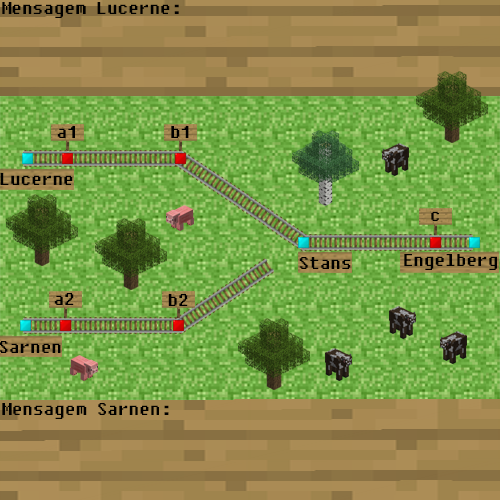 Mensagem Lucerne:
a1
b1
Lucerne
c
Stans
Engelberg
a2
b2
Sarnen
Mensagem Sarnen: